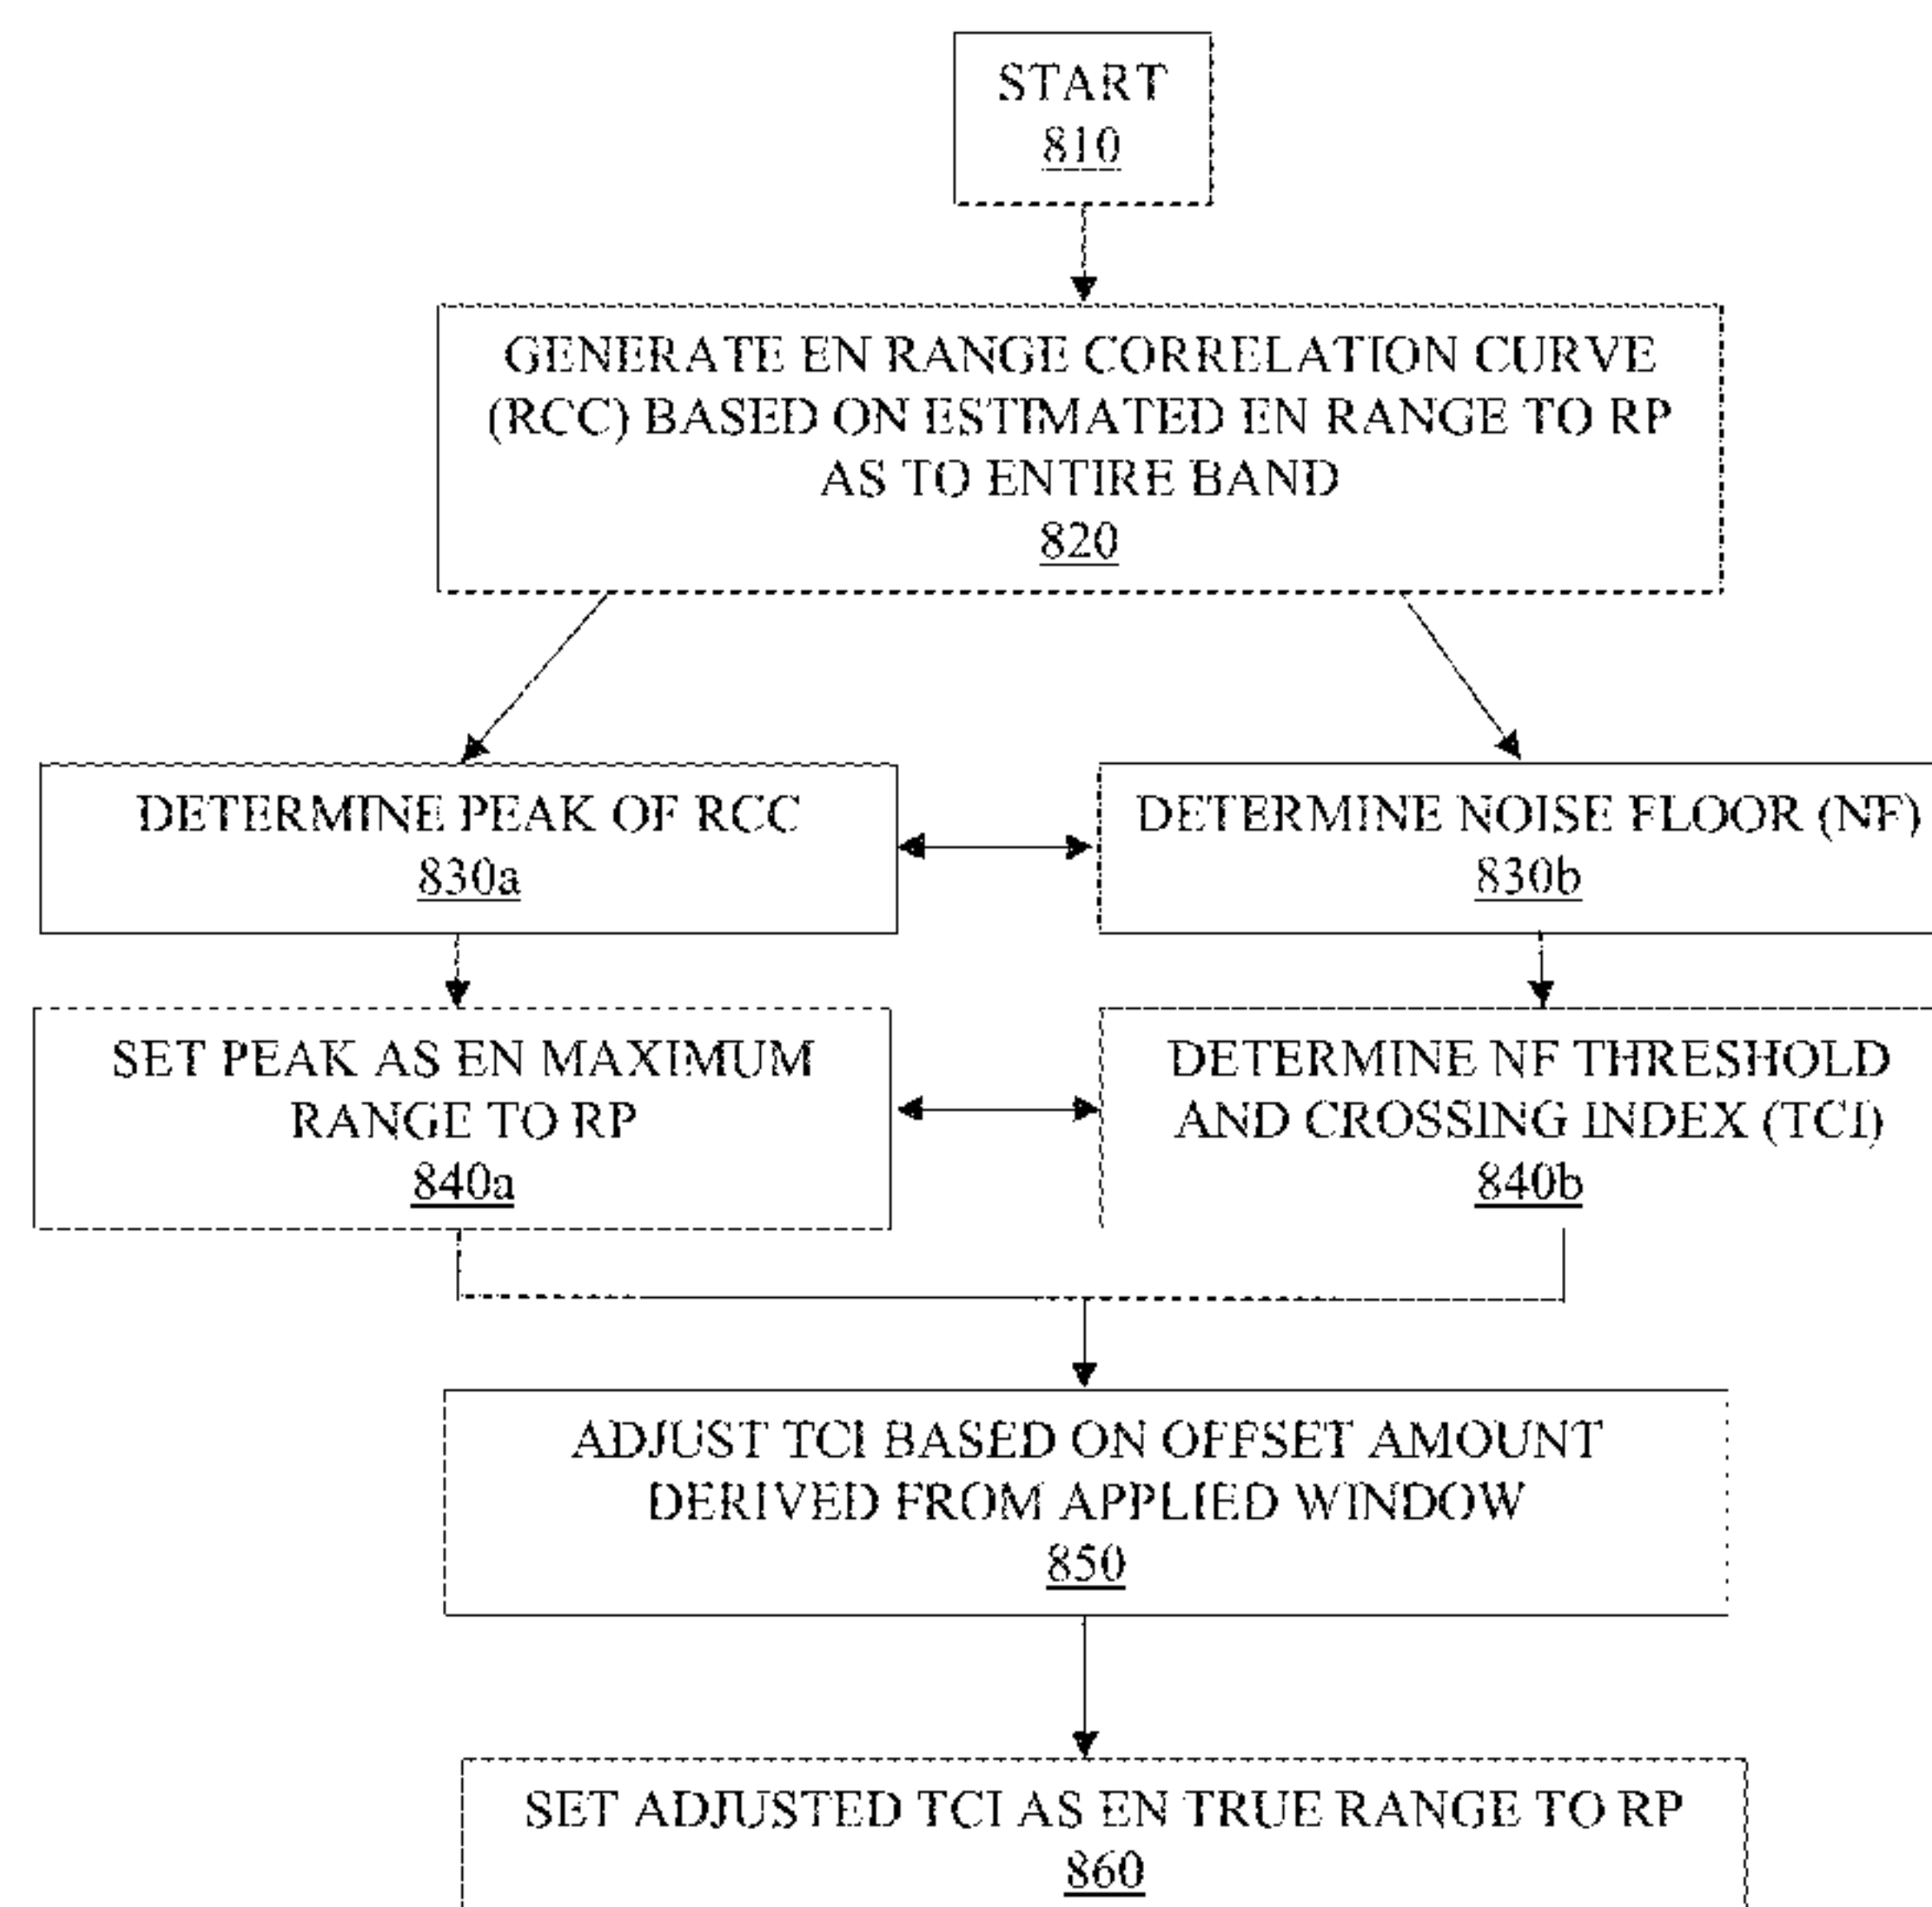 START
810
GENERATE EN RANGE CORRELATION CURVE
(RCC) BASED ON ESTIMATED EN RANGE TO RP
AS TO ENTIRE BAND
820
DETERMINE PEAK OF RCC
830a
DETERMINE NOISE FLOOR (NF)
830b
SET PEAK AS EN MAXIMUM
RANGE TO RP
840a
DETERMINE NF THRESHOLD
AND CROSSING INDEX (TCI)
840b
ADJUST TCI BASED ON OFFSET AMOUNT
DERIVED FROM APPLIED WINDOW
850
SET ADJUSTED TCI AS EN TRUE RANGE TO RP
860